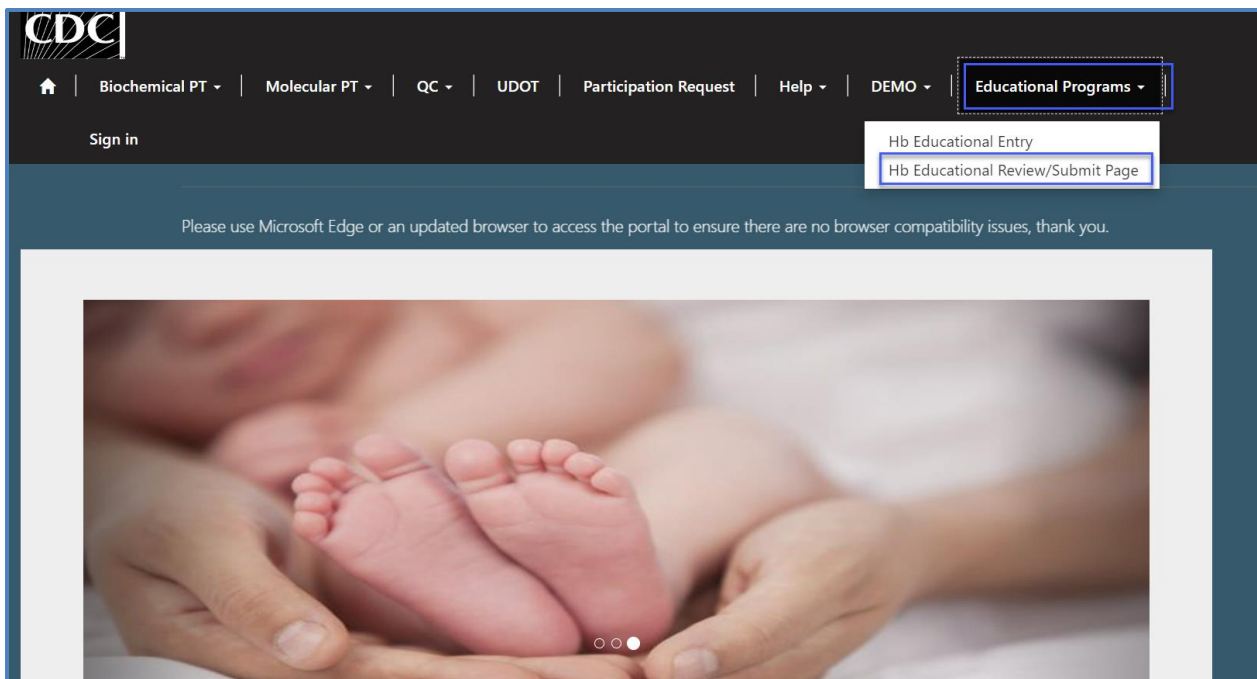 CDC
Biochemical PT
Molecular PT
QC
UDOT
Participation Request
Help
DEMO
Educational Programs
Sign in
Hb Educational Entry
Hb Educational Review/Submit Page
Please use Microsoft Edge or an updated browser to access the portal to ensure there are no browser compatibility issues, thank you.